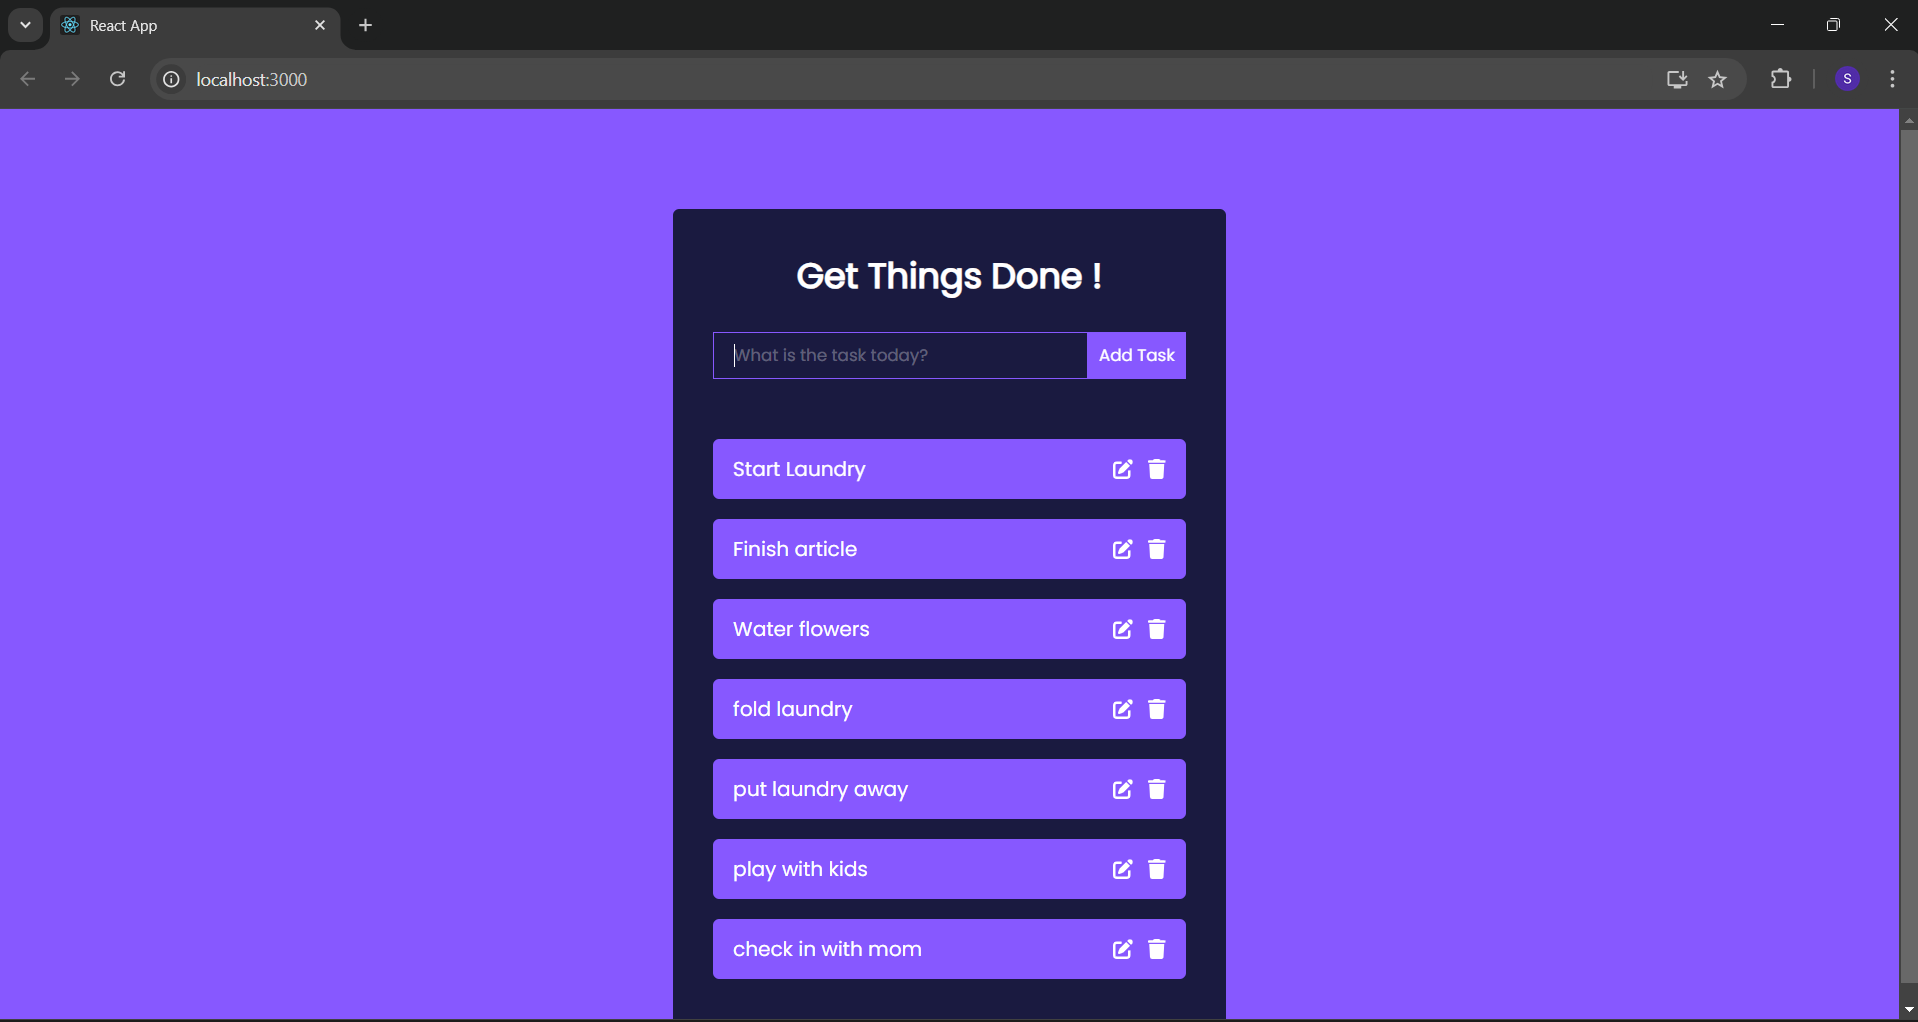 React App
localhost:3000
S
Get Things Done !
What is the task today?
Add Task
Start Laundry
Finish article
Water flowers
fold laundry
put laundry away
play with kids
check in with mom